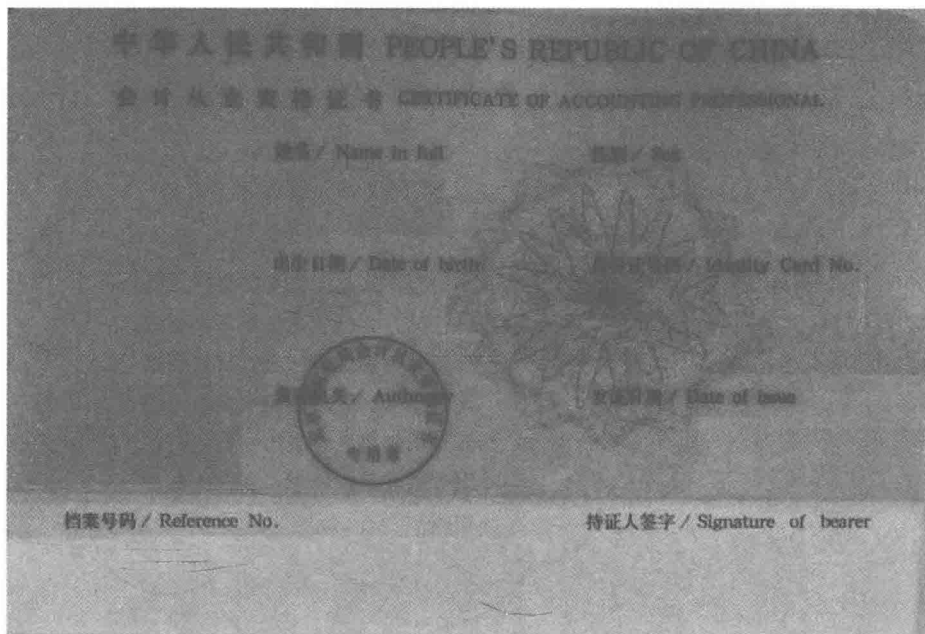 中华人民共和国 PEOPLE'S REPUBLIC OF CHINA
会计从业资格证书 CERTIFICATE OF ACCOUNTING PROFESSIONAL
姓名 / Name in full 性别 / Sex
出生日期 / Date of birth 身份证号码 / Identity Card No.
发证机关 / Authority 发证日期 / Date of issue
专用章
档案号码 / Reference No. 持证人签字 / Signature of bearer